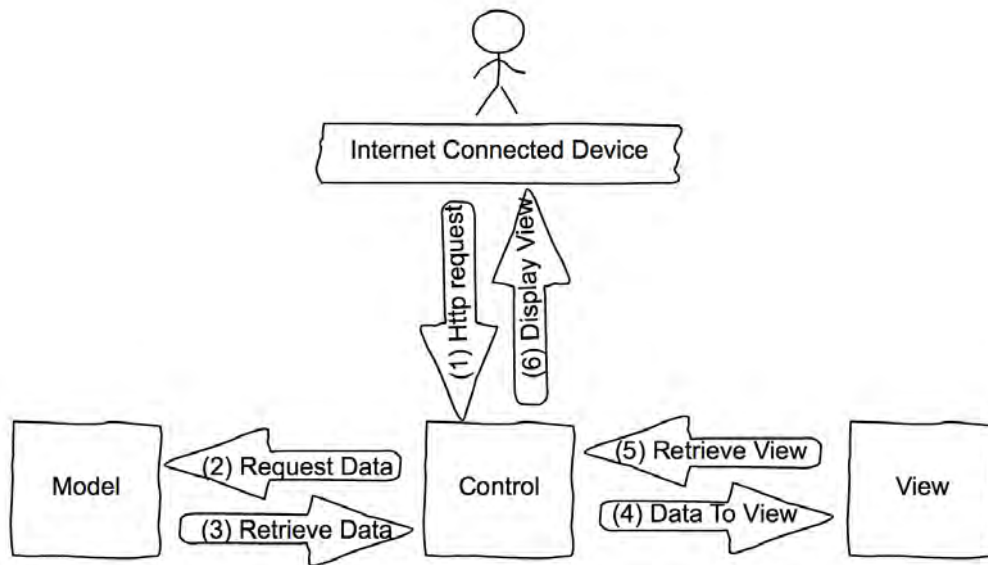 Internet Connected Device
(1) Http request
(6) Display View
Model
(2) Request Data
(3) Retrieve Data
Control
(5) Retrieve View
(4) Data To View
View